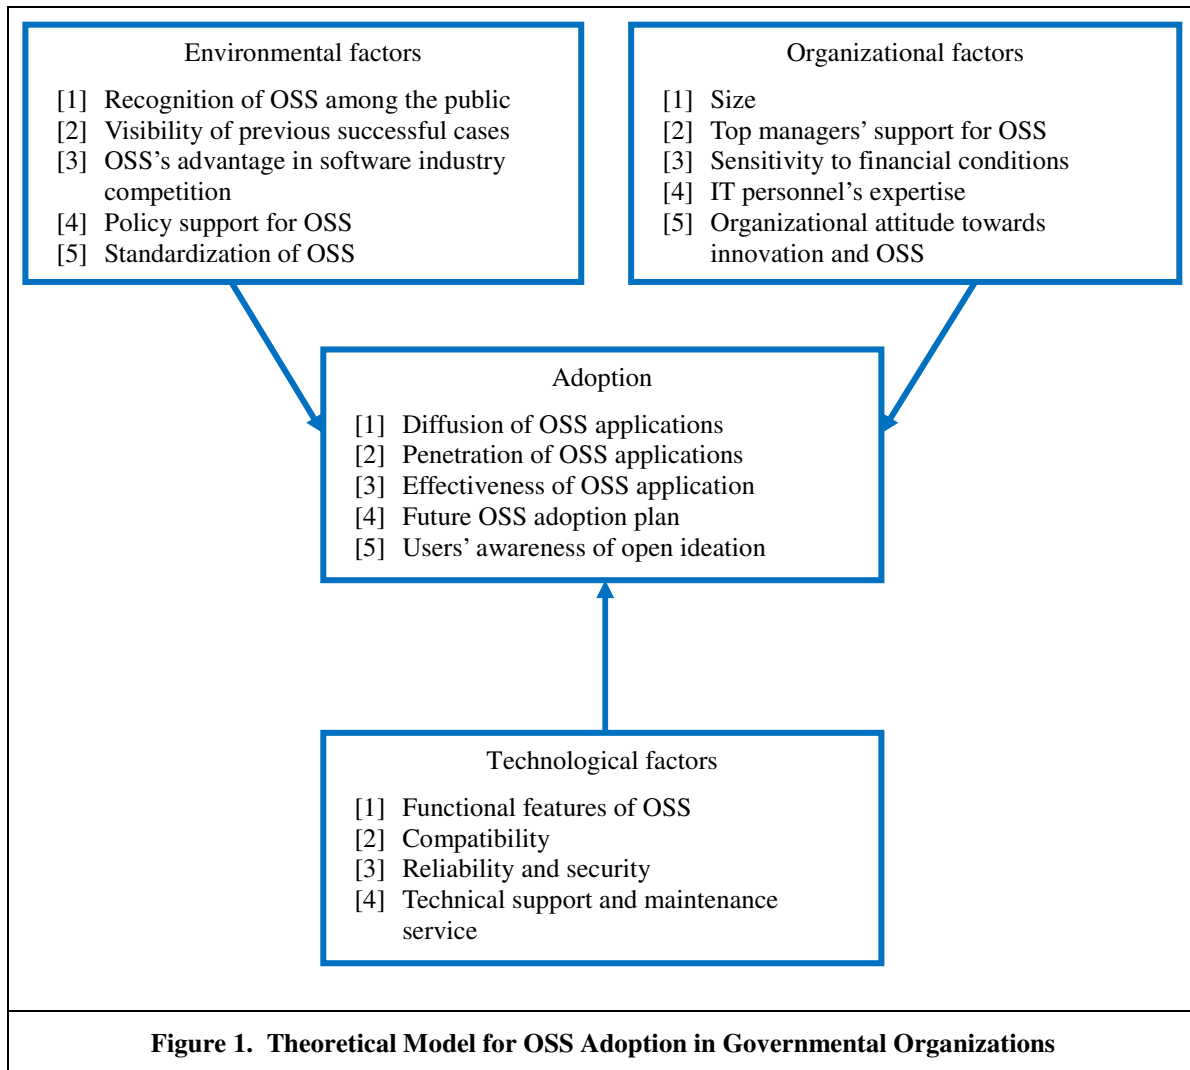 Environmental factors
[1] Recognition of OSS among the public
[2] Visibility of previous successful cases
[3] OSS’s advantage in software industry
competition
[4] Policy support for OSS
[5] Standardization of OSS
Organizational factors
[1] Size
[2] Top managers’ support for OSS
[3] Sensitivity to financial conditions
[4] IT personnel’s expertise
[5] Organizational attitude towards
innovation and OSS
Adoption
[1] Diffusion of OSS applications
[2] Penetration of OSS applications
[3] Effectiveness of OSS application
[4] Future OSS adoption plan
[5] Users’ awareness of open ideation
Technological factors
[1] Functional features of OSS
[2] Compatibility
[3] Reliability and security
[4] Technical support and maintenance
service
Figure 1. Theoretical Model for OSS Adoption in Governmental Organizations